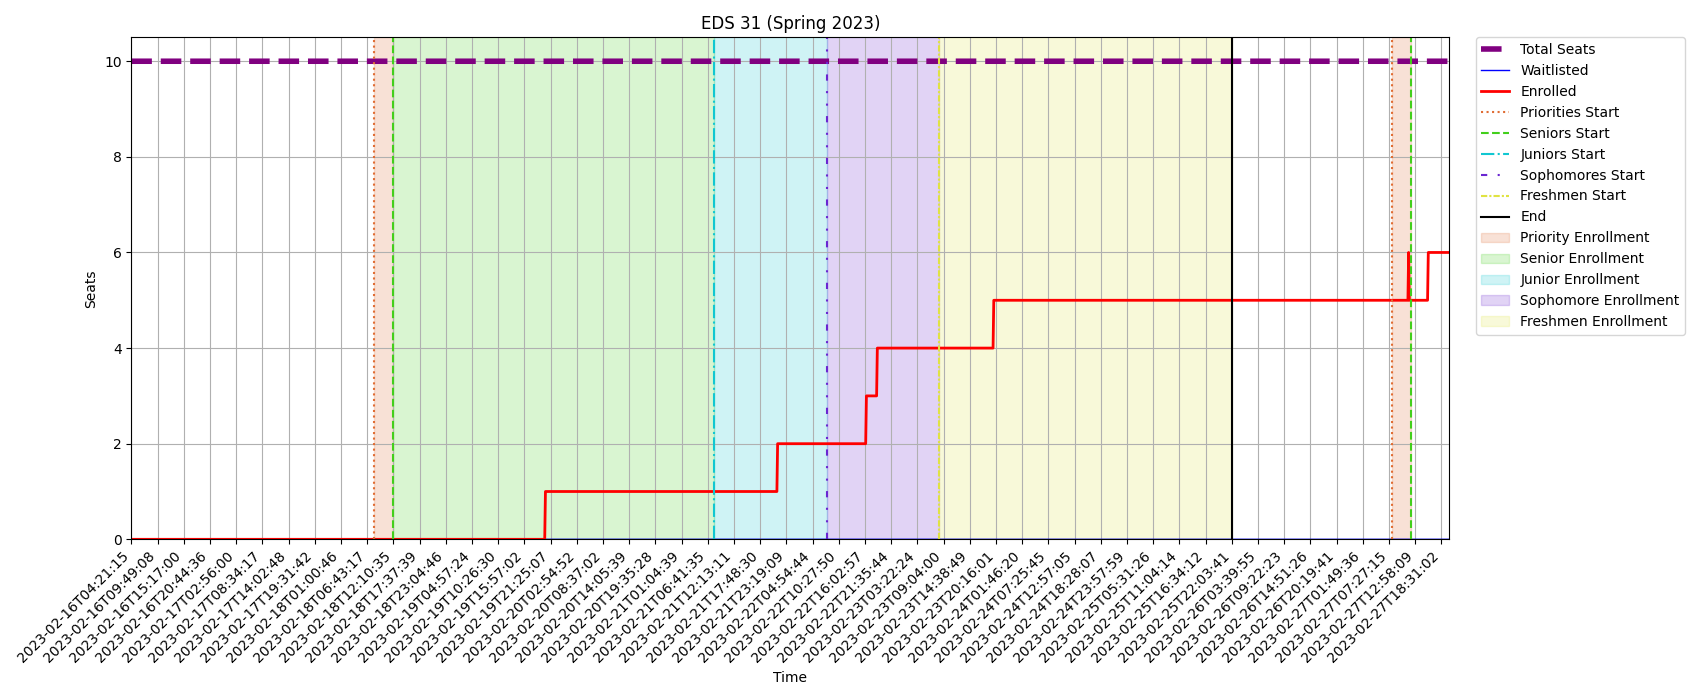 EDS 31 (Spring 2023)
Seats
10
8
6
4
2
0
2023-02-16T04:21:15
2023-02-16T09:49:08
2023-02-16T15:17:00
2023-02-16T20:44:36
2023-02-17T02:56:00
2023-02-17T08:34:17
2023-02-17T14:02:48
2023-02-17T19:31:42
2023-02-18T01:00:46
2023-02-18T06:43:17
2023-02-18T12:10:35
2023-02-18T17:37:39
2023-02-18T23:04:46
2023-02-19T04:57:24
2023-02-19T10:26:30
2023-02-19T15:57:02
2023-02-19T21:25:07
2023-02-20T02:54:52
2023-02-20T08:37:02
2023-02-20T14:05:39
2023-02-20T19:35:28
2023-02-21T01:04:39
2023-02-21T06:41:35
2023-02-21T12:13:11
2023-02-21T17:48:30
2023-02-21T23:19:09
2023-02-22T04:54:44
2023-02-22T10:27:50
2023-02-22T16:02:57
2023-02-22T21:35:44
2023-02-23T03:22:24
2023-02-23T09:04:00
2023-02-23T14:38:49
2023-02-23T20:16:01
2023-02-24T01:46:20
2023-02-24T07:25:45
2023-02-24T12:57:05
2023-02-24T18:28:07
2023-02-24T23:57:59
2023-02-25T05:31:26
2023-02-25T11:04:14
2023-02-25T16:34:12
2023-02-25T22:03:41
2023-02-26T03:39:55
2023-02-26T09:22:23
2023-02-26T14:51:26
2023-02-26T20:19:41
2023-02-27T01:49:36
2023-02-27T07:27:15
2023-02-27T12:58:09
2023-02-27T18:31:02
Time
Total Seats
Waitlisted
Enrolled
Priorities Start
Seniors Start
Juniors Start
Sophomores Start
Freshmen Start
End
Priority Enrollment
Senior Enrollment
Junior Enrollment
Sophomore Enrollment
Freshmen Enrollment